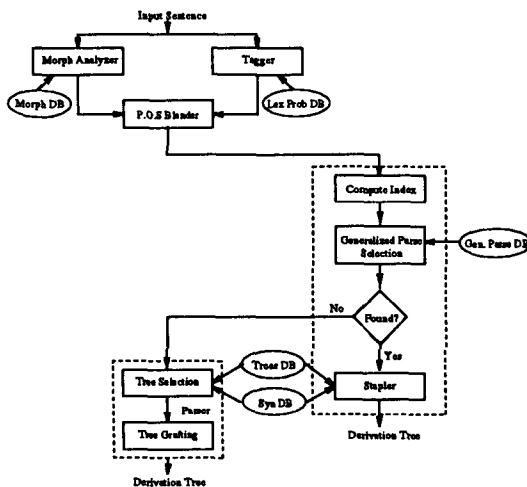 Input Sentence
Morph Analyzer
Tagger
Morph DB
Lex Prob DB
P.O.S Blender
Compute Index
Generalized Parse
Selection
Gen. Parse DB
Found?
No
Yes
Trees DB
Tree Selection
Stapler
Syn DB
Parser
Tree Grafting
Derivation Tree
Derivation Tree